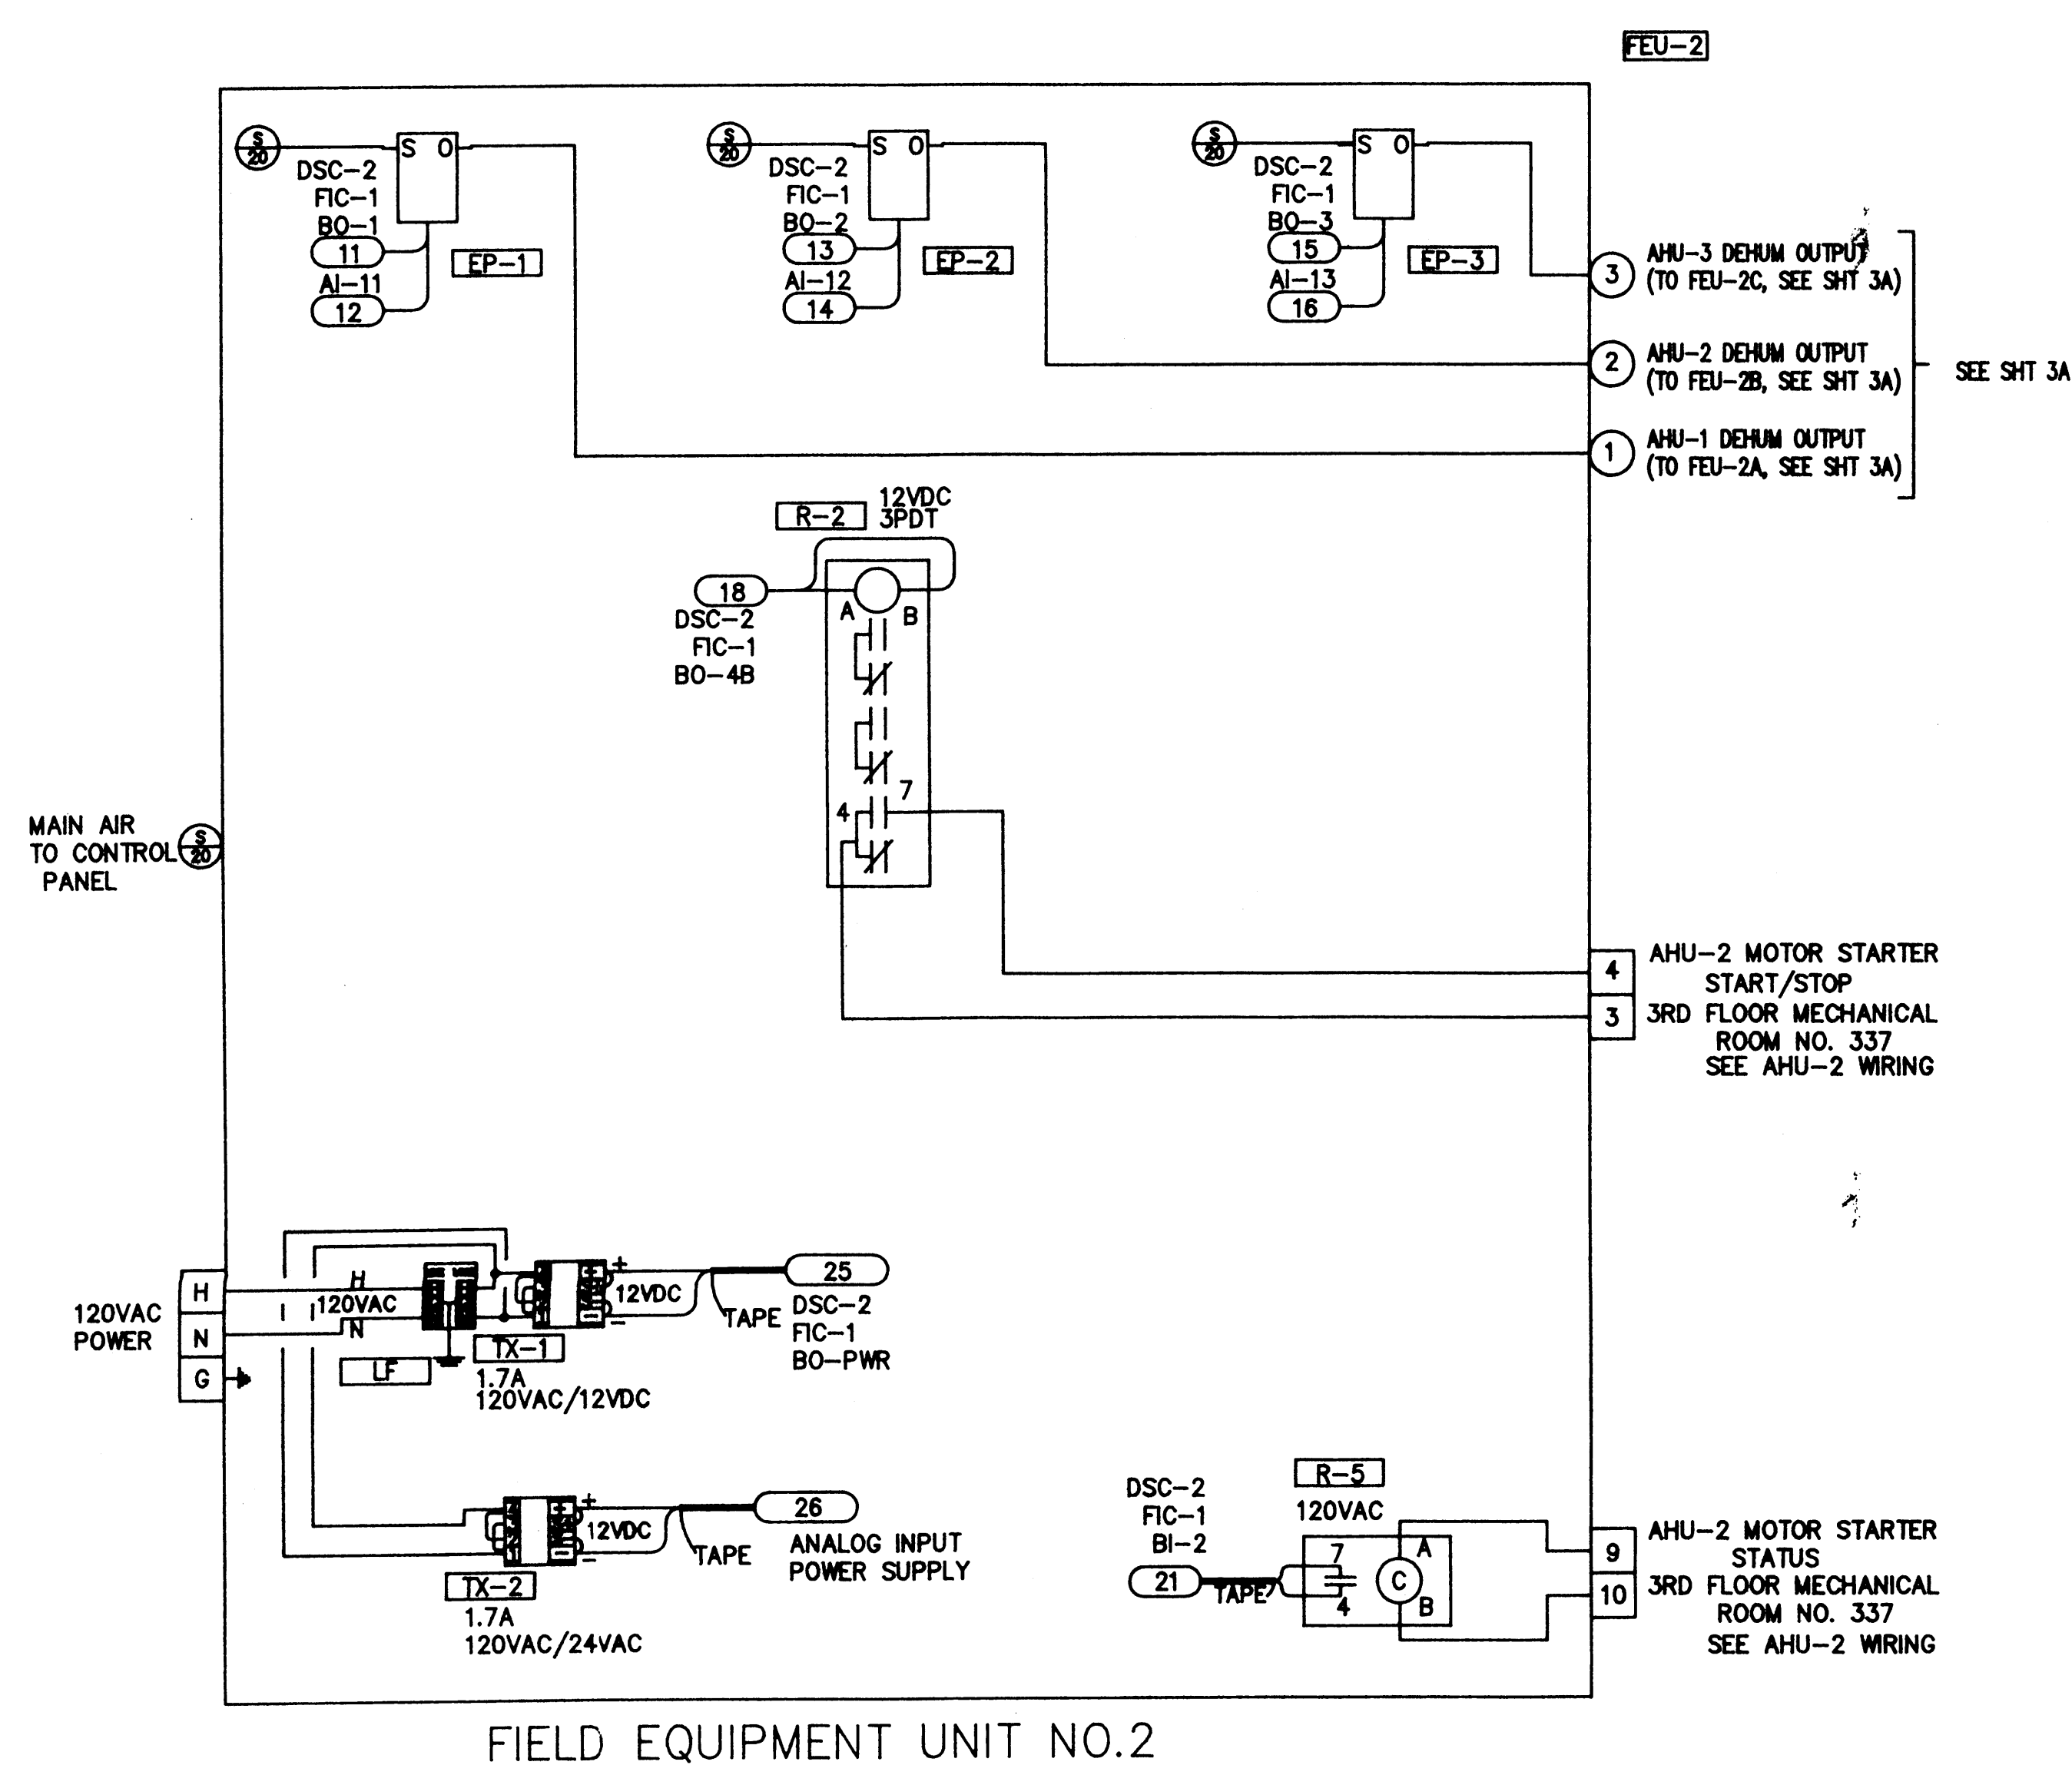 FEU-2
S
20
S O
DSC-2
FIC-1
BO-1
11
EP-1
AI-11
12
S
20
S O
DSC-2
FIC-1
BO-2
13
EP-2
AI-12
14
S
20
S O
DSC-2
FIC-1
BO-3
15
EP-3
AI-13
16
3
AHU-3 DEHUM OUTPUT
(TO FEU-2C, SEE SHT 3A)
2
AHU-2 DEHUM OUTPUT
(TO FEU-2B, SEE SHT 3A)
SEE SHT 3A
1
AHU-1 DEHUM OUTPUT
(TO FEU-2A, SEE SHT 3A)
R-2
12VDC
3PDT
18
A B
DSC-2
FIC-1
BO-4B
7
4
MAIN AIR
TO CONTROL
PANEL
S
20
4
AHU-2 MOTOR STARTER
START/STOP
3
3RD FLOOR MECHANICAL
ROOM NO. 337
SEE AHU-2 WIRING
120VAC
POWER
H
N
G
H
120VAC
N
LF
TX-1
1.7A
120VAC/12VDC
+
12VDC
-
TAPE
25
DSC-2
FIC-1
BO-PWR
TX-2
1.7A
120VAC/24VAC
+
12VDC
-
TAPE
26
ANALOG INPUT
POWER SUPPLY
DSC-2
FIC-1
BI-2
21
TAPE
R-5
120VAC
7
4
A
C
B
9
AHU-2 MOTOR STARTER
STATUS
10
3RD FLOOR MECHANICAL
ROOM NO. 337
SEE AHU-2 WIRING
FIELD EQUIPMENT UNIT NO.2